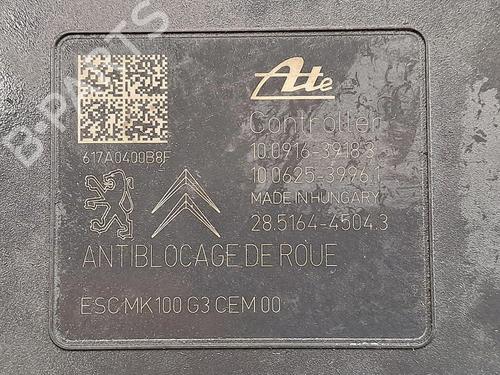 Ate
Controller
10.0916-3918.3
10.0625-3996.1
MADE IN HUNGARY
28.5164-4504.3
617A0400B8F
ANTIBLOCAGE DE ROUE
ESC MK100 G3 CEM 00
B-PARTS